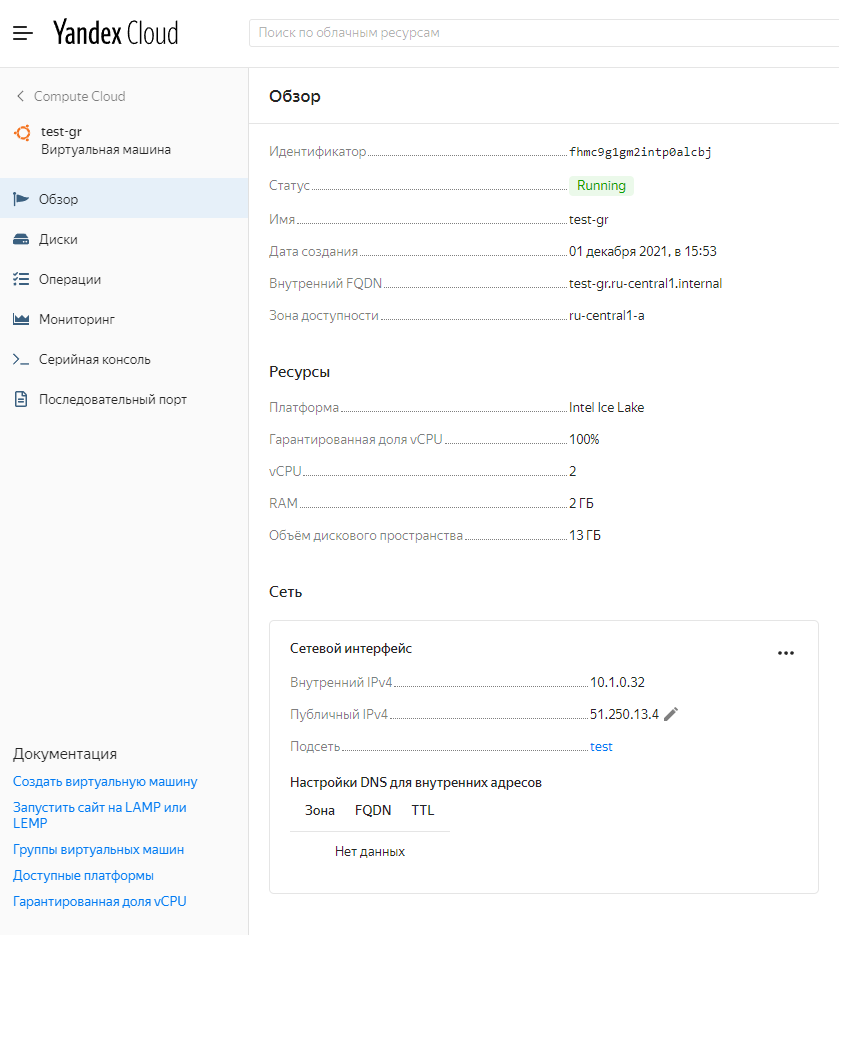 Yandex Cloud
Поиск по облачным ресурсам
Compute Cloud
test-gr
Виртуальная машина
Обзор
Диски
Операции
Мониторинг
Серийная консоль
Последовательный порт
Документация
Создать виртуальную машину
Запустить сайт на LAMP или
LEMP
Группы виртуальных машин
Доступные платформы
Гарантированная доля vCPU
Обзор
Идентификатор fhmc9g1gm2intp0alcbj
Статус Running
Имя test-gr
Дата создания 01 декабря 2021, в 15:53
Внутренний FQDN test-gr.ru-central1.internal
Зона доступности ru-central1-a
Ресурсы
Платформа Intel Ice Lake
Гарантированная доля vCPU 100%
vCPU 2
RAM 2 ГБ
Объём дискового пространства 13 ГБ
Сеть
Сетевой интерфейс
Внутренний IPv4 10.1.0.32
Публичный IPv4 51.250.13.4
Подсеть test
Настройки DNS для внутренних адресов
Зона FQDN TTL
Нет данных